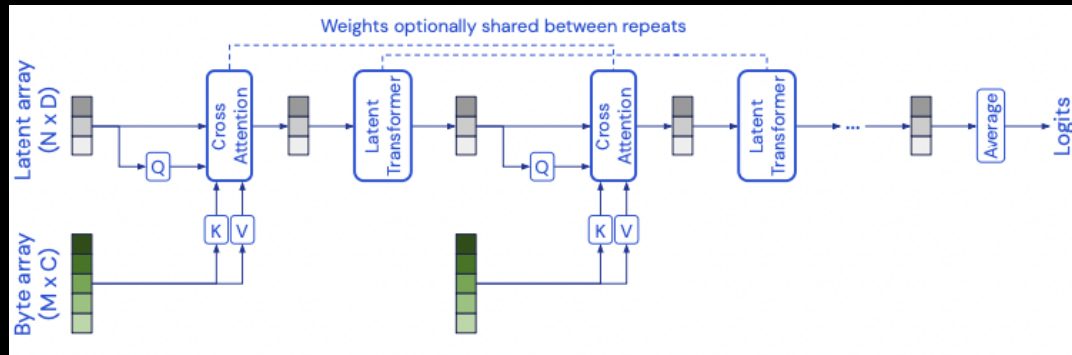 Weights optionally shared between repeats
Latent array
(N x D)
Q
Cross
Attention
Latent
Transformer
Q
Cross
Attention
Latent
Transformer
...
Average
Logits
K
V
K
V
Byte array
(M x C)